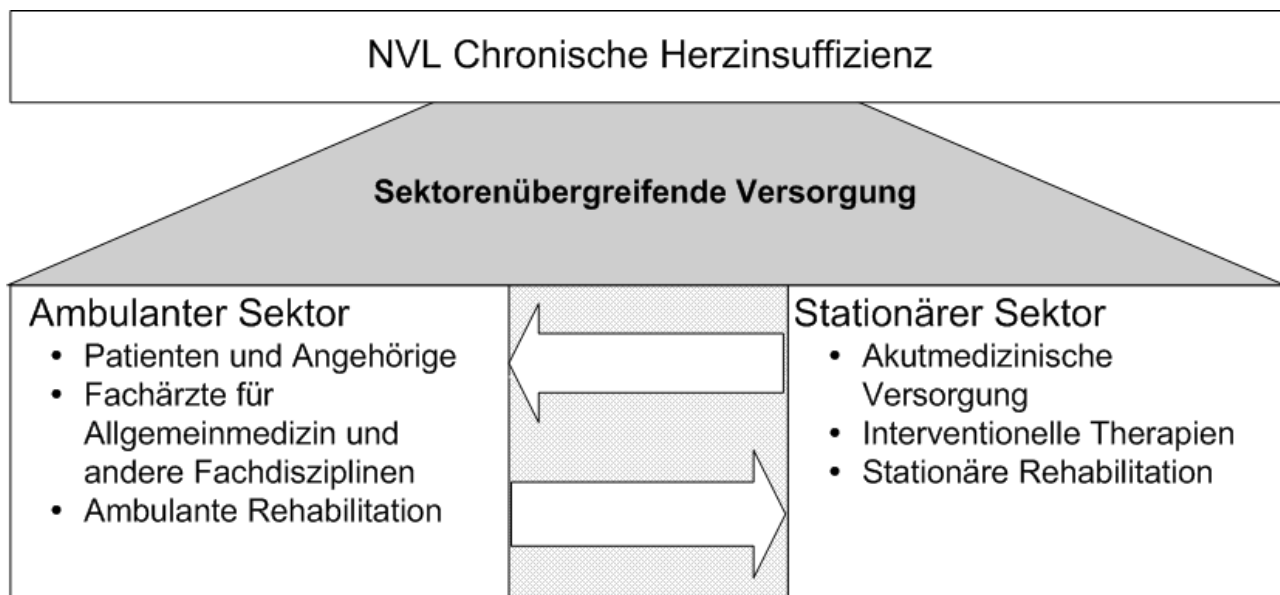 NVL Chronische Herzinsuffizienz
Sektorenübergreifende Versorgung
Ambulanter Sektor
• Patienten und Angehörige
• Fachärzte für
Allgemeinmedizin und
andere Fachdisziplinen
• Ambulante Rehabilitation
Stationärer Sektor
• Akutmedizinische
Versorgung
• Interventionelle Therapien
• Stationäre Rehabilitation